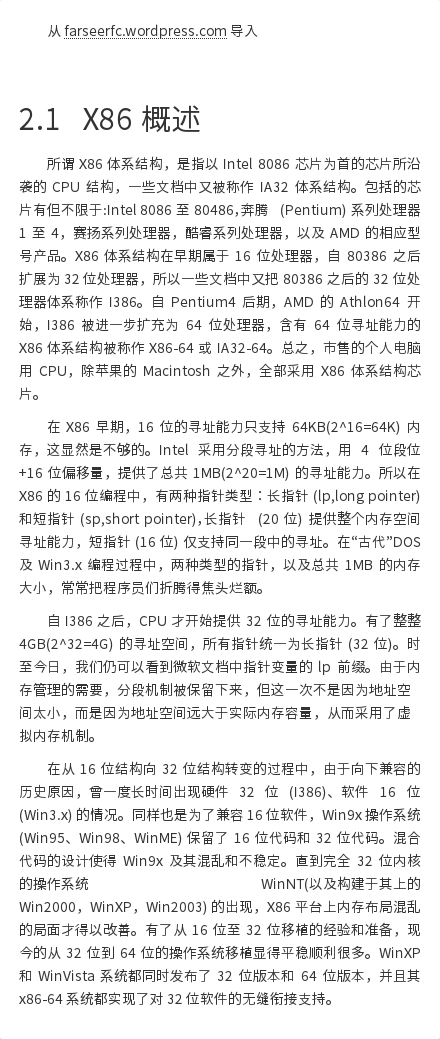 从 farseerfc.wordpress.com 导入
2.1 X86 概述
所谓 X86 体系结构，是指以 Intel 8086 芯片为首的芯片所沿
袭的 CPU 结构，一些文档中又被称作 IA32 体系结构。包括的芯
片有但不限于:Intel 8086 至 80486,奔腾 (Pentium) 系列处理器
1 至 4，赛扬系列处理器，酷睿系列处理器，以及 AMD 的相应型
号产品。X86 体系结构在早期属于 16 位处理器，自 80386 之后
扩展为 32 位处理器，所以一些文档中又把 80386 之后的 32 位处
理器体系称作 I386。自 Pentium4 后期，AMD 的 Athlon64 开
始，I386 被进一步扩充为 64 位处理器，含有 64 位寻址能力的
X86 体系结构被称作 X86-64 或 IA32-64。总之，市售的个人电脑
用 CPU，除苹果的 Macintosh 之外，全部采用 X86 体系结构芯
片。
在 X86 早期，16 位的寻址能力只支持 64KB(2^16=64K) 内
存，这显然是不够的。Intel 采用分段寻址的方法，用 4 位段位
+16 位偏移量，提供了总共 1MB(2^20=1M) 的寻址能力。所以在
X86 的 16 位编程中，有两种指针类型：长指针 (lp,long pointer)
和短指针 (sp,short pointer),长指针 (20 位) 提供整个内存空间
寻址能力，短指针 (16 位) 仅支持同一段中的寻址。在“古代”DOS
及 Win3.x 编程过程中，两种类型的指针，以及总共 1MB 的内存
大小，常常把程序员们折腾得焦头烂额。
自 I386 之后，CPU 才开始提供 32 位的寻址能力。有了整整
4GB(2^32=4G) 的寻址空间，所有指针统一为长指针 (32 位)。时
至今日，我们仍可以看到微软文档中指针变量的 lp 前缀。由于内
存管理的需要，分段机制被保留下来，但这一次不是因为地址空
间太小，而是因为地址空间远大于实际内存容量，从而采用了虚
拟内存机制。
在从 16 位结构向 32 位结构转变的过程中，由于向下兼容的
历史原因，曾一度长时间出现硬件 32 位 (I386)、软件 16 位
(Win3.x) 的情况。同样也是为了兼容 16 位软件，Win9x 操作系统
(Win95、Win98、WinME) 保留了 16 位代码和 32 位代码。混合
代码的设计使得 Win9x 及其混乱和不稳定。直到完全 32 位内核
的操作系统 WinNT(以及构建于其上的
Win2000，WinXP，Win2003) 的出现，X86 平台上内存布局混乱
的局面才得以改善。有了从 16 位至 32 位移植的经验和准备，现
今的从 32 位到 64 位的操作系统移植显得平稳顺利很多。WinXP
和 WinVista 系统都同时发布了 32 位版本和 64 位版本，并且其
x86-64 系统都实现了对 32 位软件的无缝衔接支持。